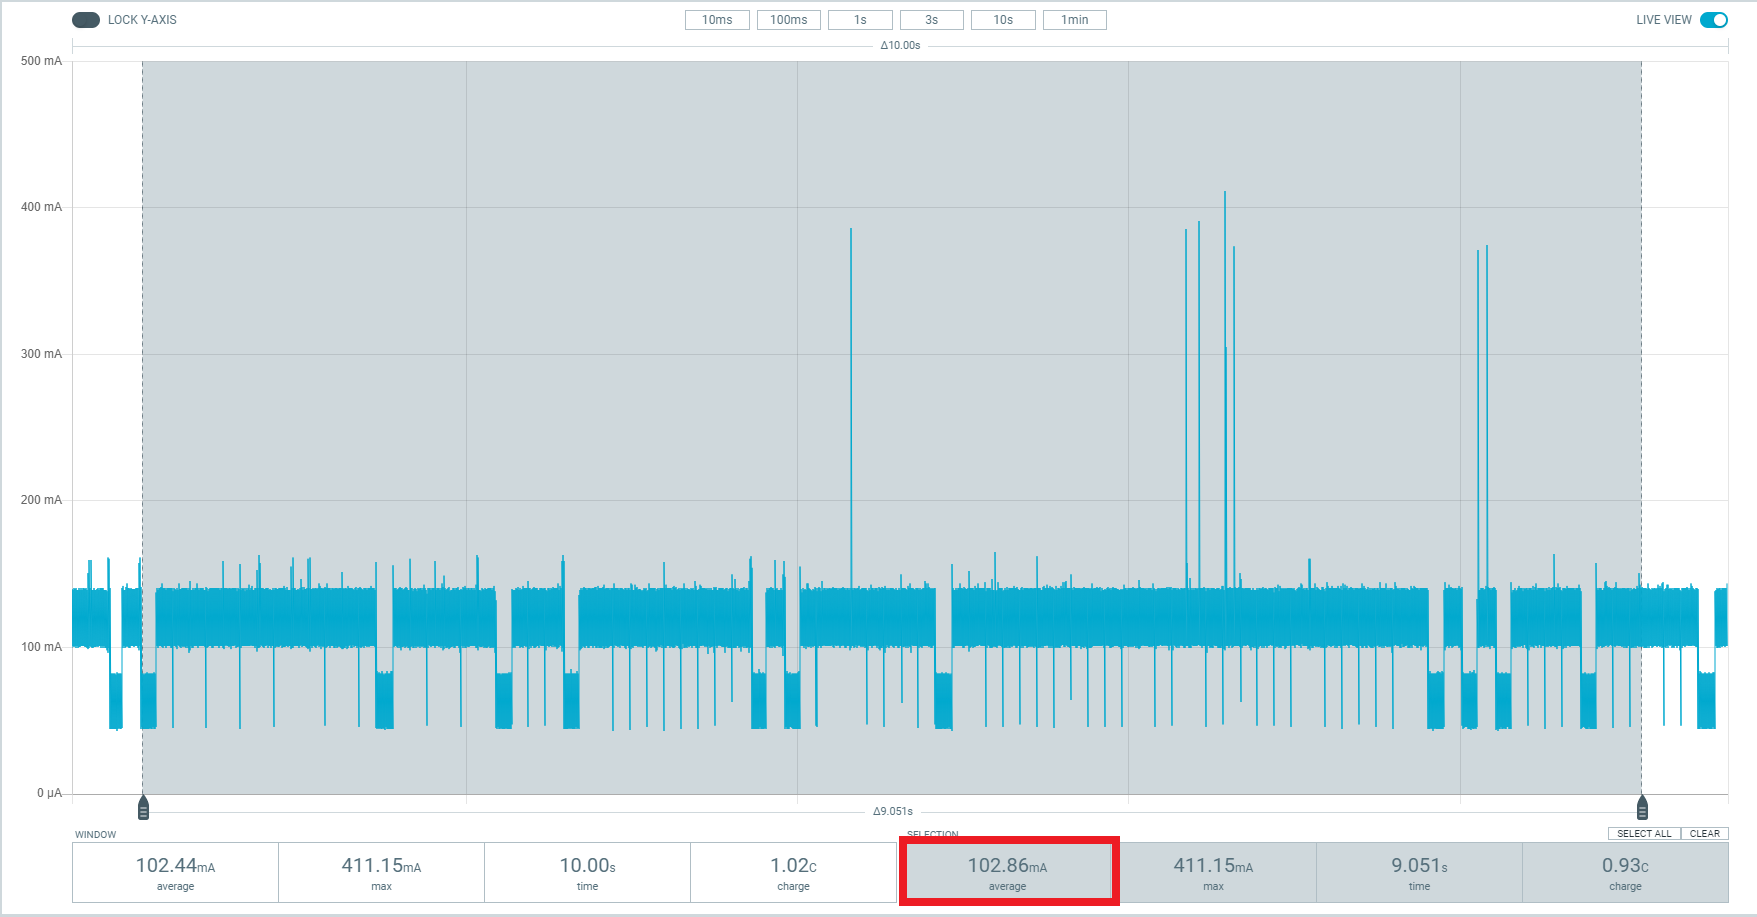 LOCK Y-AXIS
10ms 100ms 1s 3s 10s 1min
LIVE VIEW
Δ10.00s
500 mA
400 mA
300 mA
200 mA
100 mA
0 µA
Δ9.051s
WINDOW
SELECTION
SELECT ALL CLEAR
102.44mA 411.15mA 10.00s 1.02C 102.86mA 411.15mA 9.051s 0.93C
average max time charge average max time charge